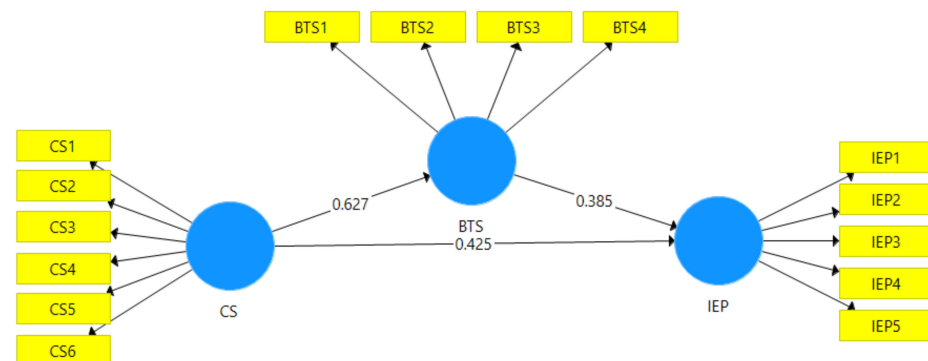 BTS1
BTS2
BTS3
BTS4
CS1
CS2
CS3
CS4
CS5
CS6
0.627
BTS
0.385
0.425
CS
IEP
IEP1
IEP2
IEP3
IEP4
IEP5